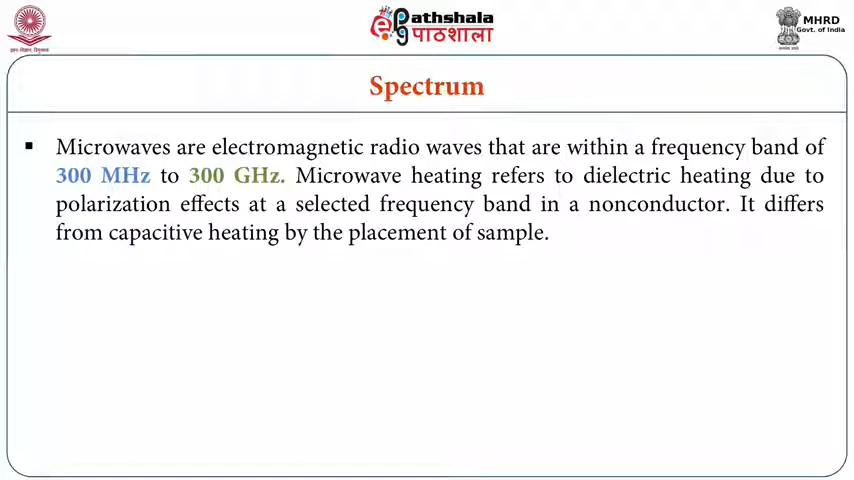 ePathshala
पाठशाला
MHRD
Govt. of India
Spectrum
▪ Microwaves are electromagnetic radio waves that are within a frequency band of
300 MHz to 300 GHz. Microwave heating refers to dielectric heating due to
polarization effects at a selected frequency band in a nonconductor. It differs
from capacitive heating by the placement of sample.